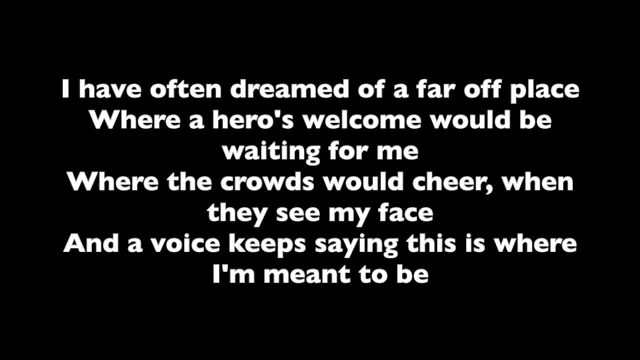 I have often dreamed of a far off place
Where a hero's welcome would be
waiting for me
Where the crowds would cheer, when
they see my face
And a voice keeps saying this is where
I'm meant to be